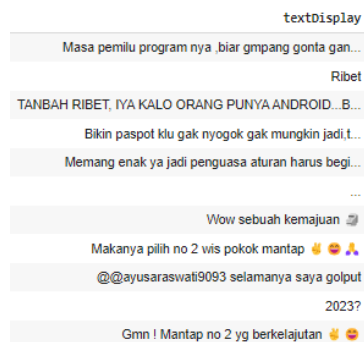 textDisplay
Masa pemilu program nya ,biar gmpang gonta gan...
Ribet
TANBAH RIBET, IYA KALO ORANG PUNYA ANDROID...B...
Bikin paspot klu gak nyogok gak mungkin jadi,t...
Memang enak ya jadi penguasa aturan harus begi...
...
Wow sebuah kemajuan 🗿
Makanya pilih no 2 wis pokok mantap ✌️😍🙏
@@ayusaraswati9093 selamanya saya golput
2023?
Gmn ! Mantap no 2 yg berkelajutan ✌️😍